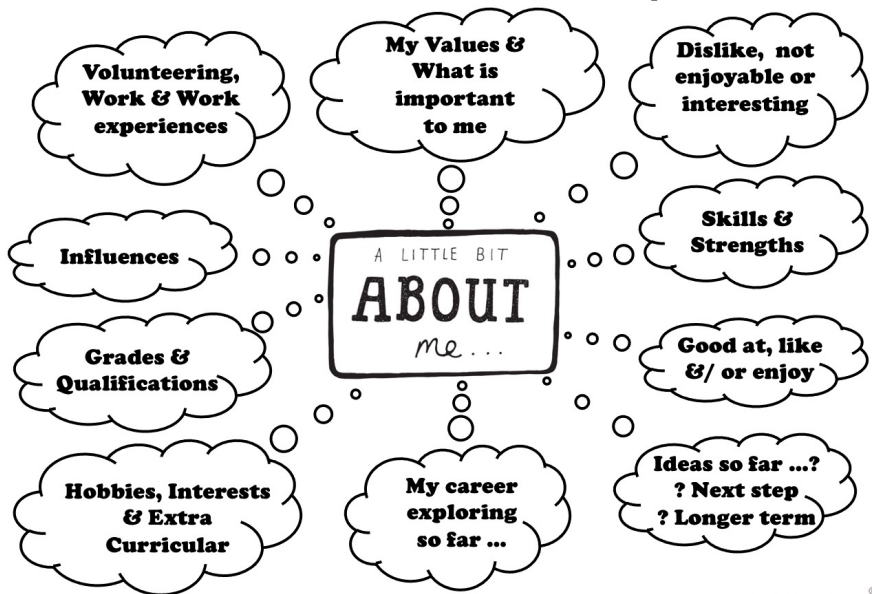 Volunteering,
Work & Work
experiences
My Values &
What is
important
to me
Dislike, not
enjoyable or
interesting
Influences
A LITTLE BIT
ABOUT
me...
Skills &
Strengths
Grades &
Qualifications
Good at, like
&/ or enjoy
Hobbies, Interests
& Extra
Curricular
My career
exploring
so far ...
Ideas so far ...?
? Next step
? Longer term